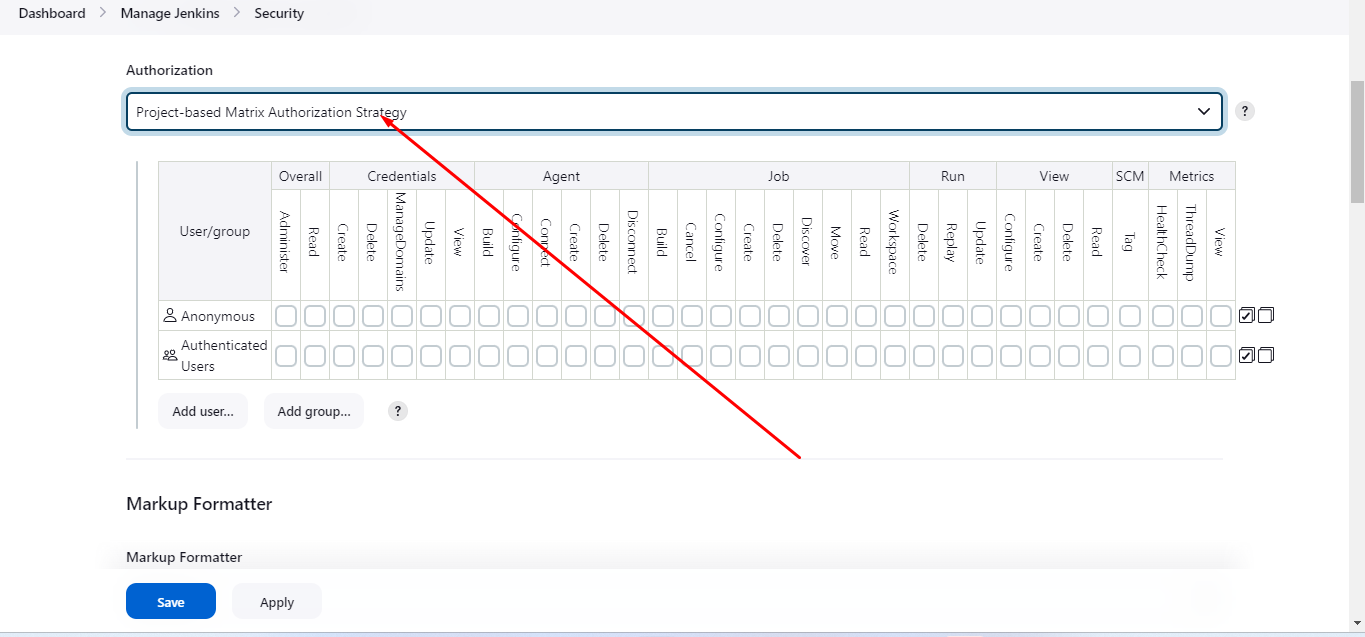 Dashboard > Manage Jenkins > Security
Authorization
Project-based Matrix Authorization Strategy
?
User/group Overall Credentials Agent Job Run View SCM Metrics
Administer Read Create Delete ManageDomains Update View Build Configure Connect Create Delete Disconnect Build Cancel Configure Create Delete Discover Move Read Workspace Delete Replay Update Configure Create Delete Read Tag HealthCheck ThreadDump View
Anonymous
Authenticated
Users
Add user... Add group... ?
Markup Formatter
Markup Formatter
Save Apply